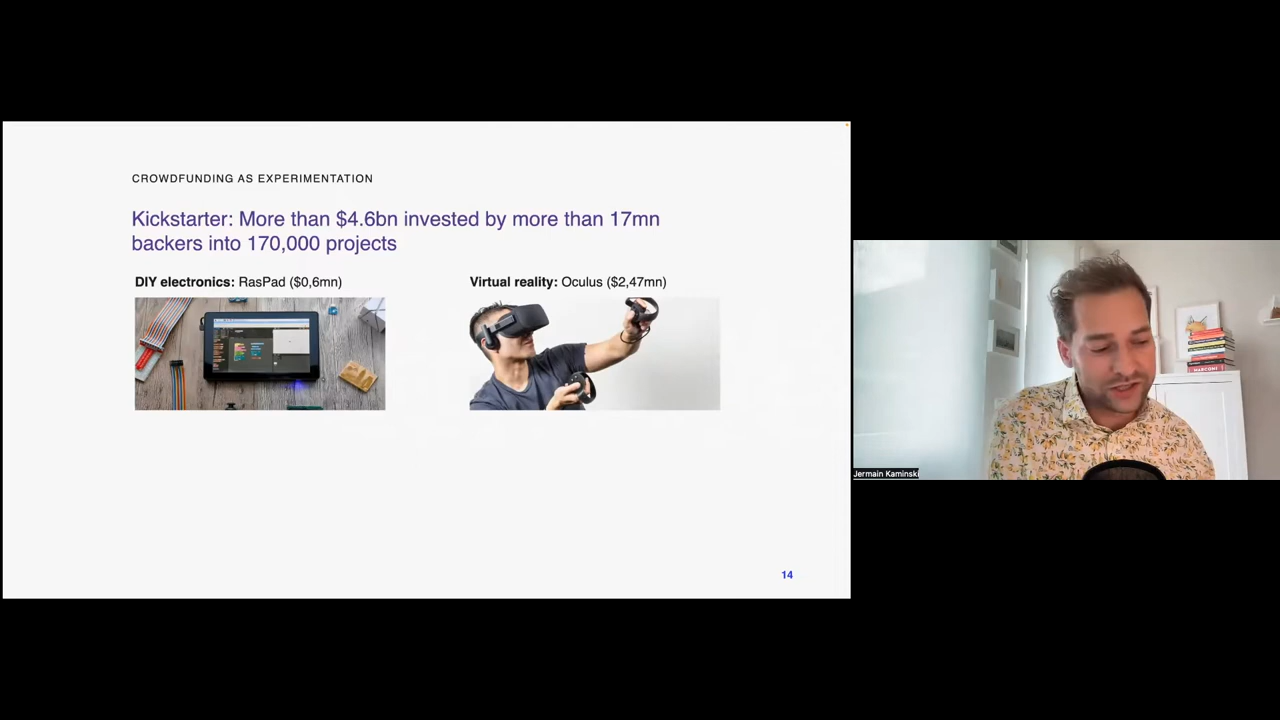 CROWDFUNDING AS EXPERIMENTATION
Kickstarter: More than $4.6bn invested by more than 17mn
backers into 170,000 projects
DIY electronics: RasPad ($0,6mn)
Virtual reality: Oculus ($2,47mn)
14
MARCONI
Jermain Kaminski